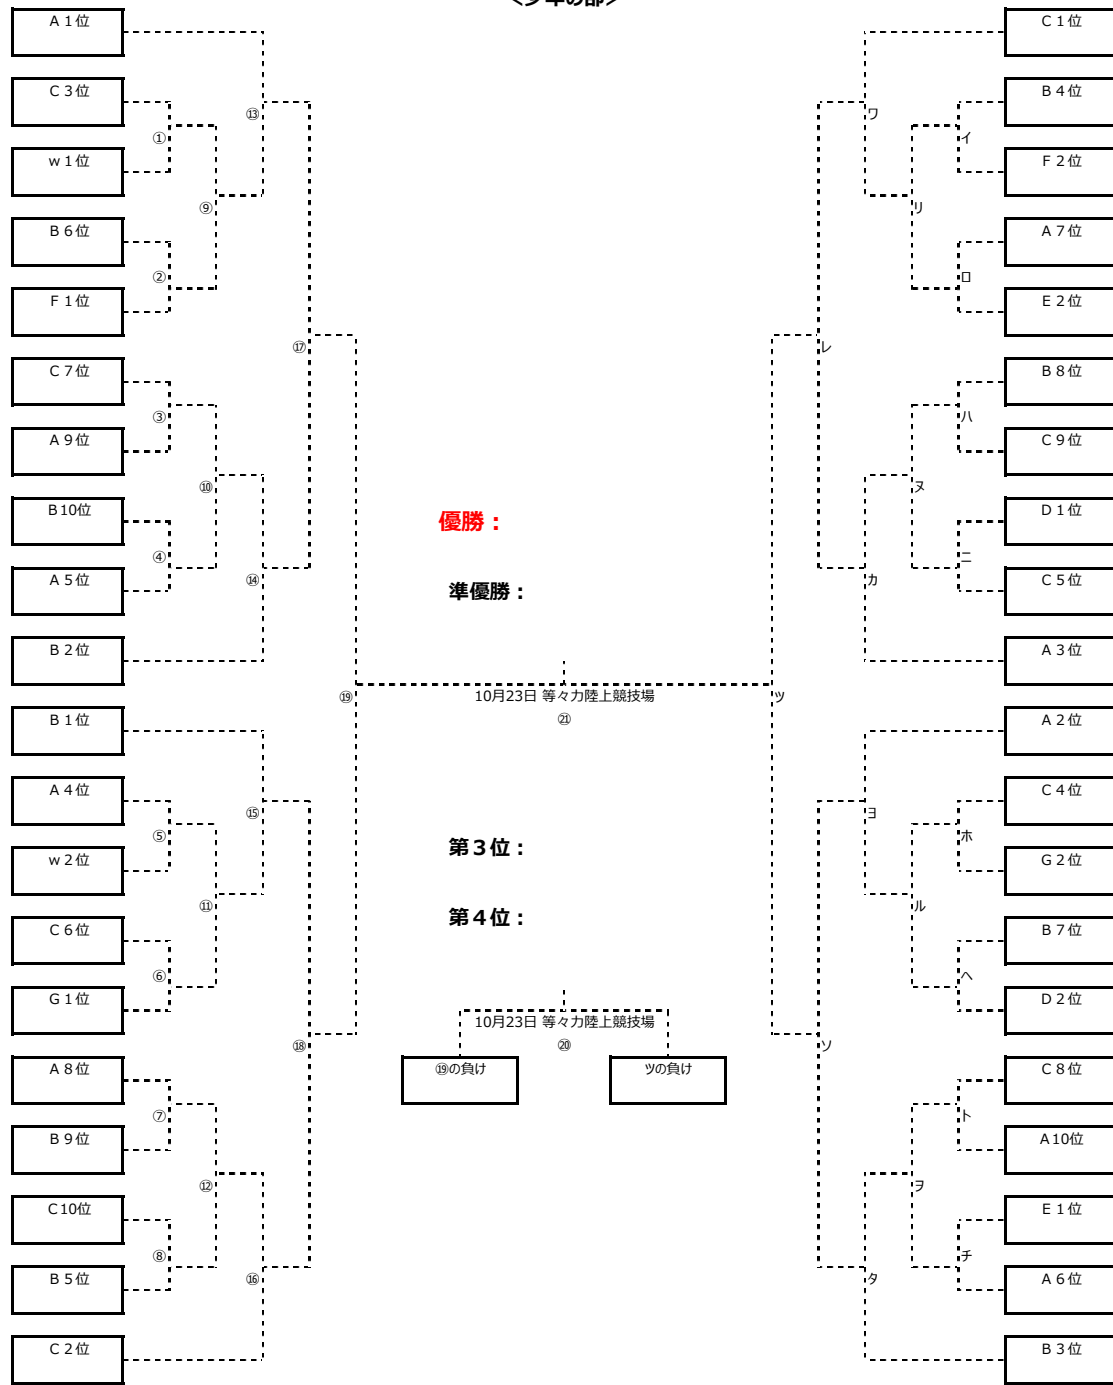 <少年の部>
A1位
C3位
①
w1位
⑬
⑨
B6位
②
F1位
⑰
C7位
③
A9位
⑩
B10位
④
A5位
⑭
B2位
⑲
B1位
A4位
⑤
w2位
⑮
⑪
C6位
⑥
G1位
⑱
A8位
⑦
B9位
⑫
C10位
⑧
B5位
⑯
C2位
優勝：
準優勝：
10月23日 等々力陸上競技場
㉑
第３位：
第４位：
10月23日 等々力陸上競技場
⑳
⑲の負け
ツの負け
C1位
B4位
イ
F2位
ワ
リ
A7位
ロ
E2位
レ
B8位
ハ
C9位
ヌ
D1位
ニ
C5位
カ
A3位
ツ
A2位
C4位
ホ
G2位
ヨ
ル
B7位
ヘ
D2位
ソ
C8位
ト
A10位
ヲ
E1位
チ
A6位
タ
B3位